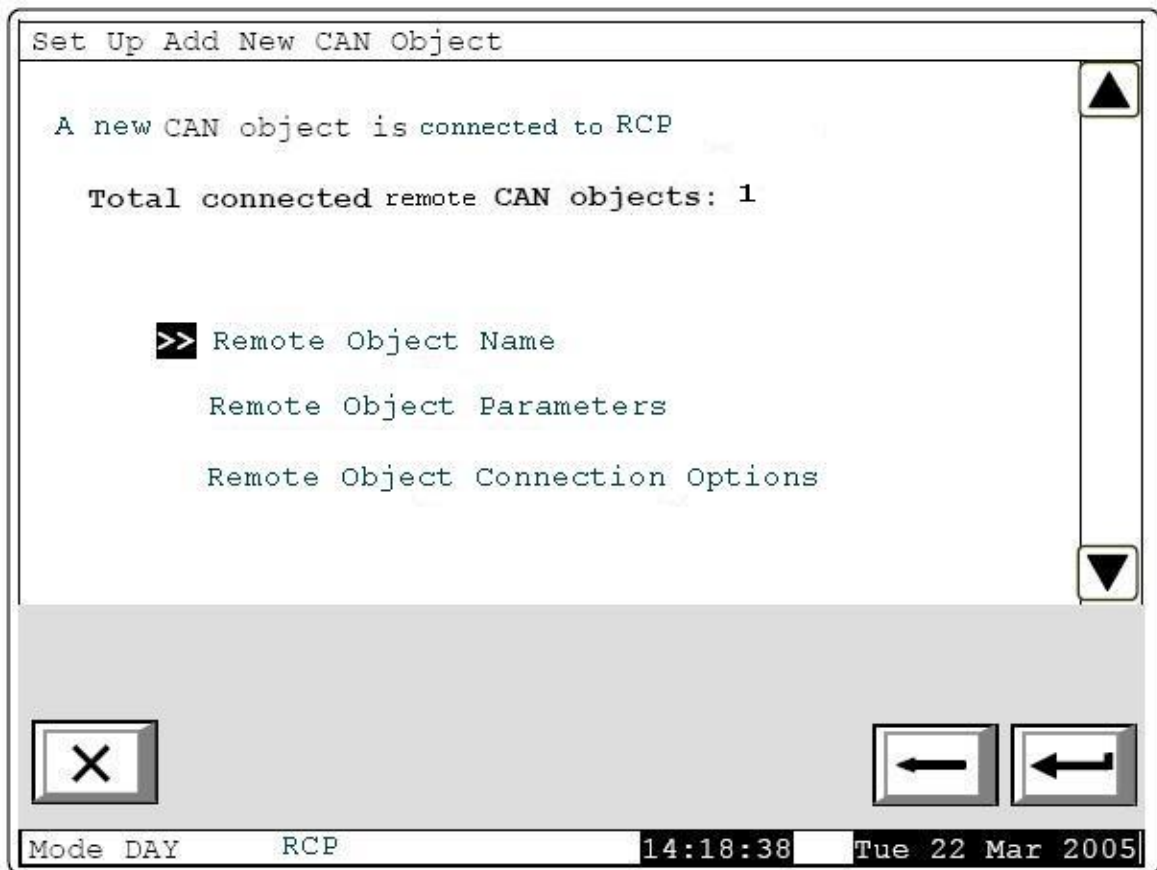 Set Up Add New CAN Object
A new CAN object is connected to RCP
Total connected remote CAN objects: 1
>> Remote Object Name
Remote Object Parameters
Remote Object Connection Options
Mode DAY RCP 14:18:38 Tue 22 Mar 2005